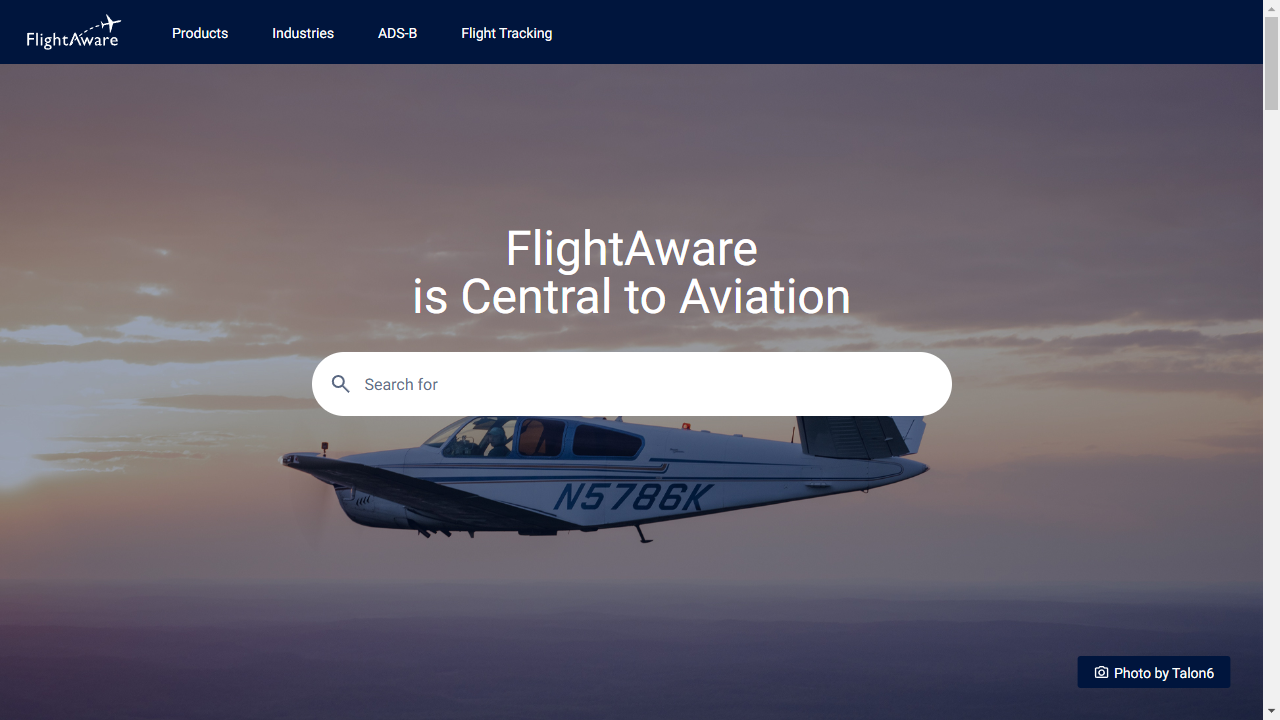 FlightAware
Products
Industries
ADS-B
Flight Tracking
FlightAware
is Central to Aviation
Search for
N5786K
Photo by Talon6